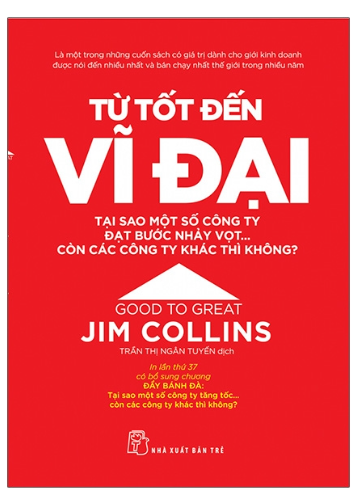 Là một trong những cuốn sách có giá trị dành cho giới kinh doanh
được nói đến nhiều nhất và bán chạy nhất thế giới trong nhiều năm
TỪ TỐT ĐẾN
VĨ ĐẠI
TẠI SAO MỘT SỐ CÔNG TY
ĐẠT BƯỚC NHẢY VỌT...
CÒN CÁC CÔNG TY KHÁC THÌ KHÔNG?
GOOD TO GREAT
JIM COLLINS
TRẦN THỊ NGÂN TUYẾN dịch
In lần thứ 37
có bổ sung chương
ĐẨY BÁNH ĐÀ:
Tại sao một số công ty tăng tốc...
còn các công ty khác thì không?
NHÀ XUẤT BẢN TRẺ